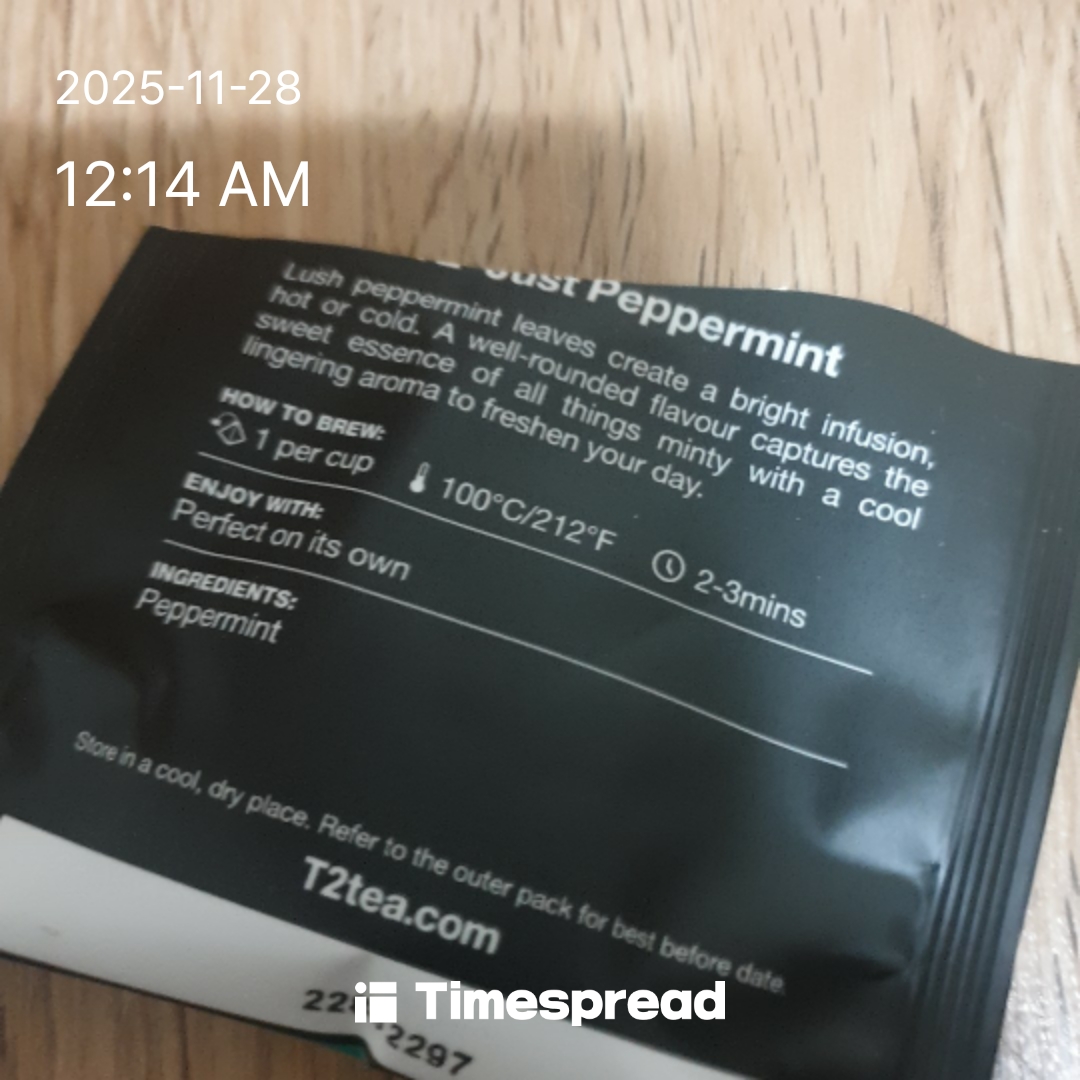 2025-11-28
12:14 AM
Just Peppermint
Lush peppermint leaves create a bright infusion,
hot or cold. A well-rounded flavour captures the
sweet essence of all things minty with a cool
lingering aroma to freshen your day.
HOW TO BREW:
1 per cup 100°C/212°F 2-3mins
ENJOY WITH:
Perfect on its own
INGREDIENTS:
Peppermint
Store in a cool, dry place. Refer to the outer pack for best before date.
T2tea.com
Timespread